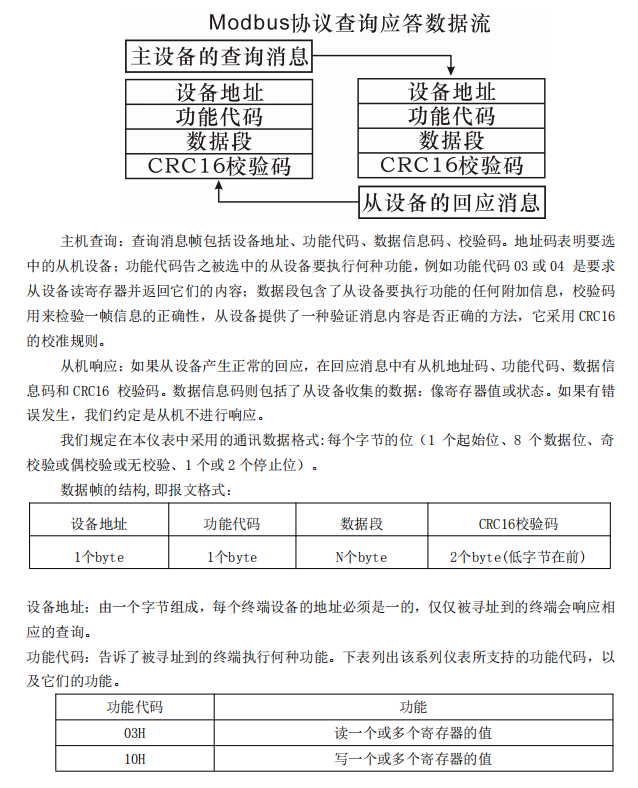 Modbus协议查询应答数据流
主设备的查询消息
设备地址
功能代码
数据段
CRC16校验码
设备地址
功能代码
数据段
CRC16校验码
从设备的回应消息
主机查询：查询消息帧包括设备地址、功能代码、数据信息码、校验码。地址码表明要选
中的从机设备；功能代码告之被选中的从设备要执行何种功能，例如功能代码 03 或 04 是要求
从设备读寄存器并返回它们的内容；数据段包含了从设备要执行功能的任何附加信息，校验码
用来检验一帧信息的正确性，从设备提供了一种验证消息内容是否正确的方法，它采用 CRC16
的校准规则。
从机响应：如果从设备产生正常的回应，在回应消息中有从机地址码、功能代码、数据信
息码和 CRC16 校验码。数据信息码则包括了从设备收集的数据：像寄存器值或状态。如果有错
误发生，我们约定是从机不进行响应。
我们规定在本仪表中采用的通讯数据格式:每个字节的位（1 个起始位、8 个数据位、奇
校验或偶校验或无校验、1 个或 2 个停止位）。
数据帧的结构,即报文格式：
设备地址 功能代码 数据段 CRC16校验码
1个byte 1个byte N个byte 2个byte(低字节在前)
设备地址：由一个字节组成，每个终端设备的地址必须是一的，仅仅被寻址到的终端会响应相
应的查询。
功能代码：告诉了被寻址到的终端执行何种功能。下表列出该系列仪表所支持的功能代码，以
及它们的功能。
功能代码 功能
03H 读一个或多个寄存器的值
10H 写一个或多个寄存器的值